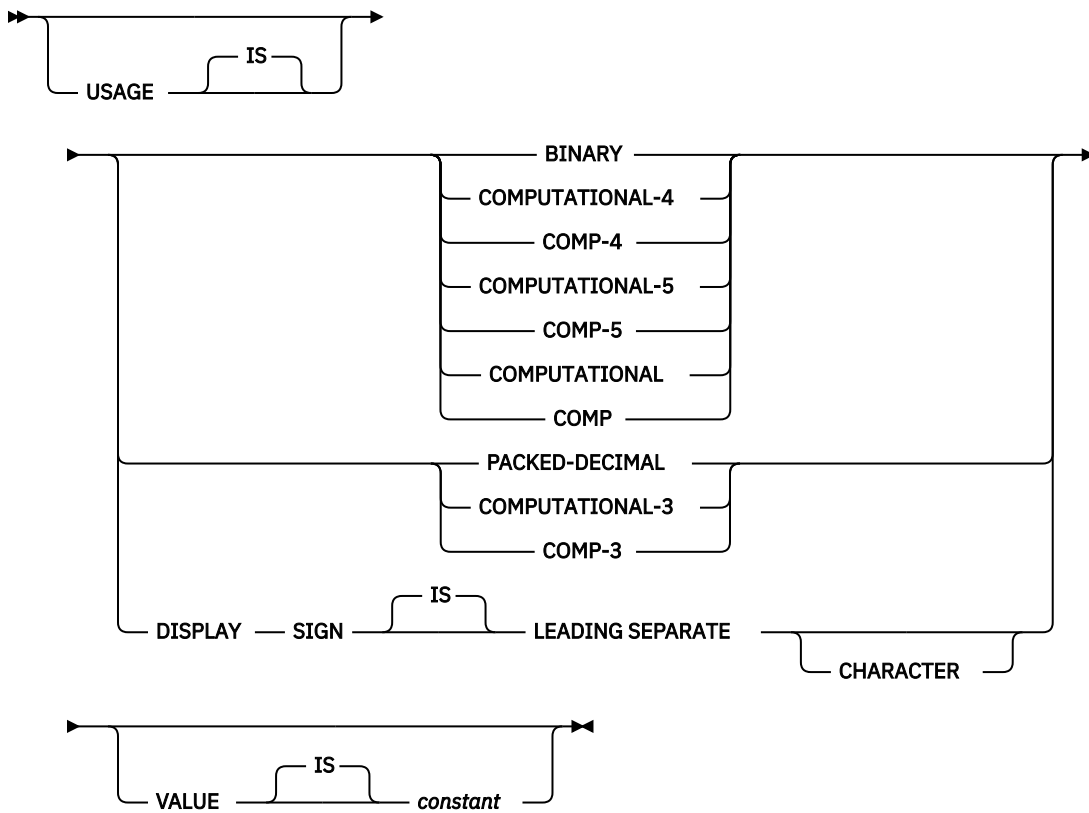 IS
USAGE
BINARY
COMPUTATIONAL-4
COMP-4
COMPUTATIONAL-5
COMP-5
COMPUTATIONAL
COMP
PACKED-DECIMAL
COMPUTATIONAL-3
COMP-3
IS
DISPLAY SIGN LEADING SEPARATE
CHARACTER
IS
VALUE constant